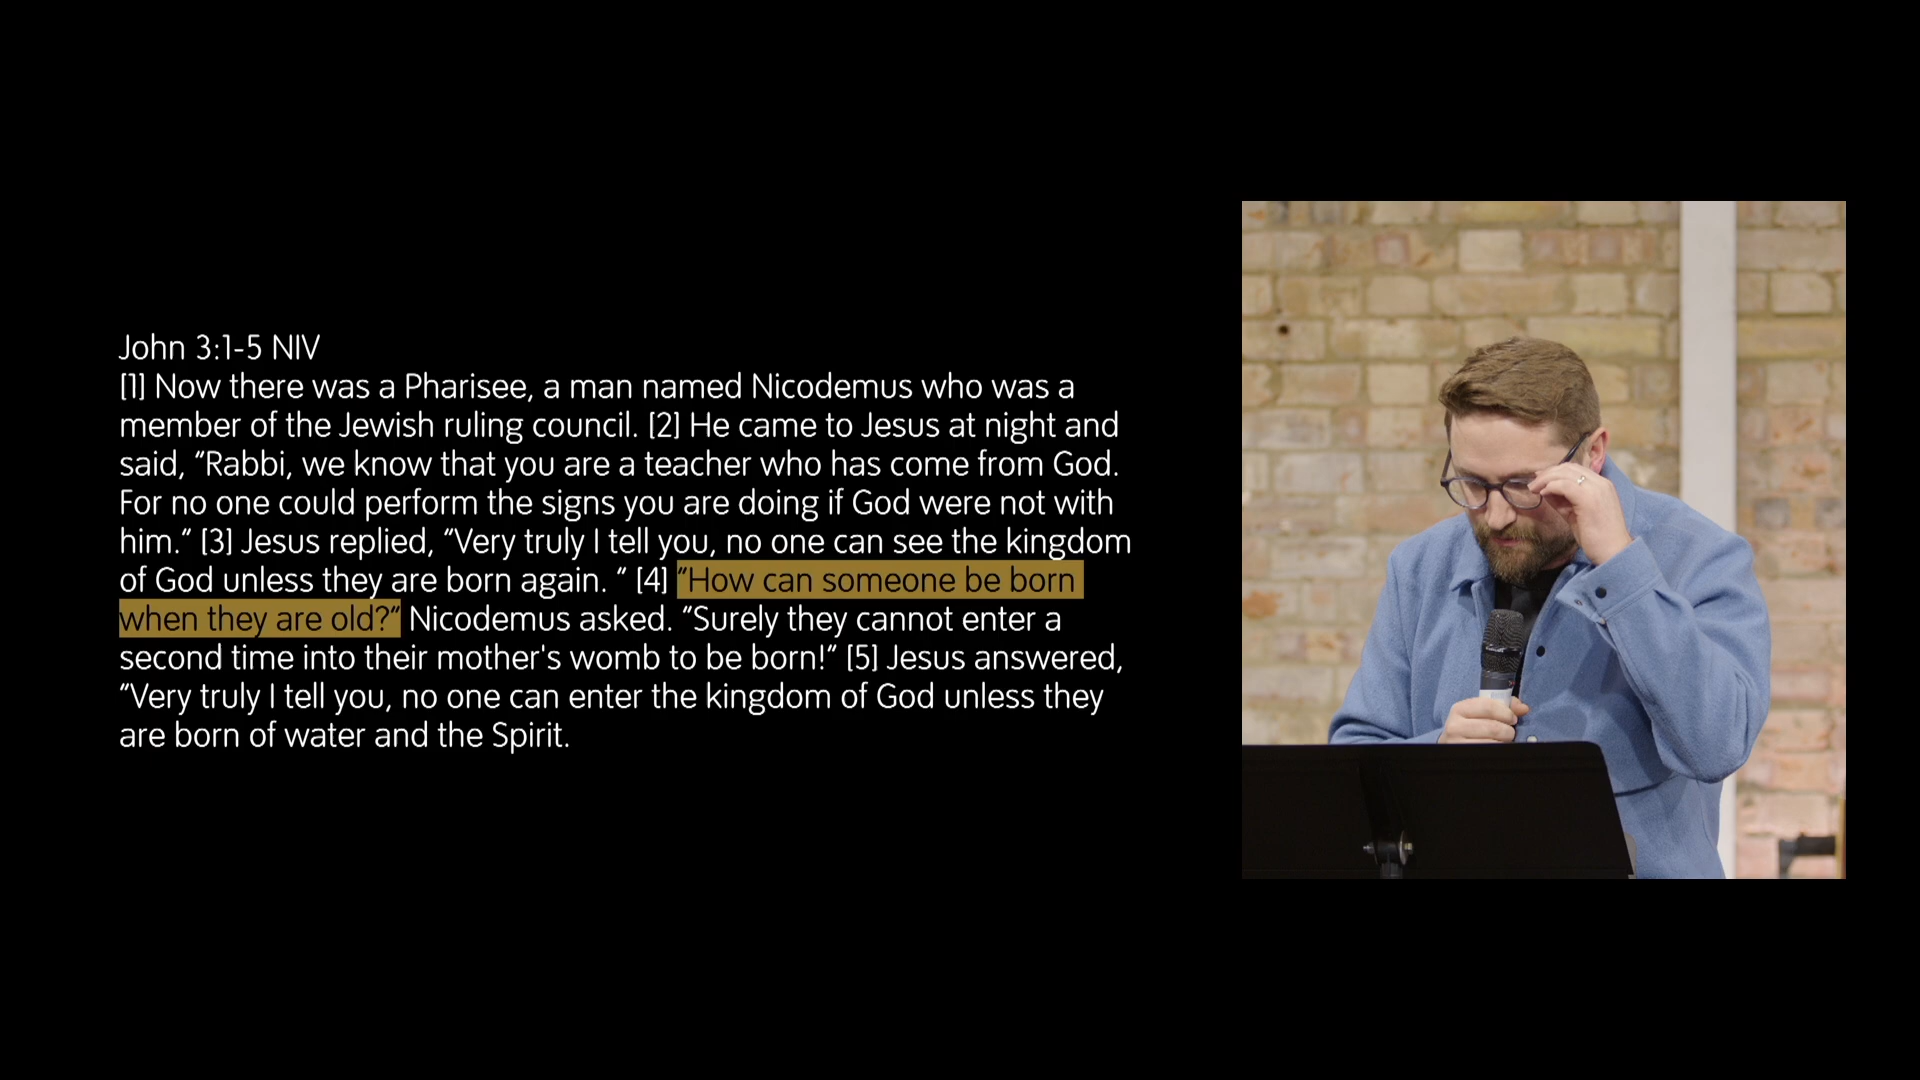 John 3:1-5 NIV
[1] Now there was a Pharisee, a man named Nicodemus who was a
member of the Jewish ruling council. [2] He came to Jesus at night and
said, “Rabbi, we know that you are a teacher who has come from God.
For no one could perform the signs you are doing if God were not with
him.“ [3] Jesus replied, “Very truly I tell you, no one can see the kingdom
of God unless they are born again. “ [4] “How can someone be born
when they are old?“ Nicodemus asked. “Surely they cannot enter a
second time into their mother's womb to be born!“ [5] Jesus answered,
“Very truly I tell you, no one can enter the kingdom of God unless they
are born of water and the Spirit.